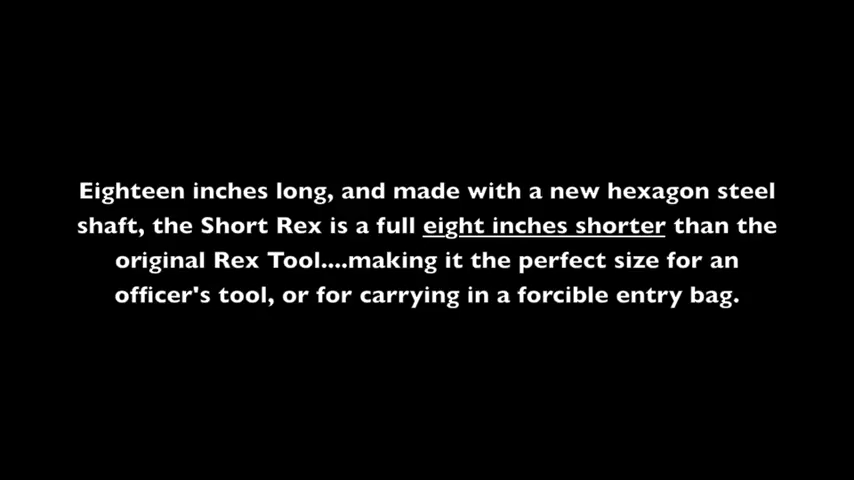 Eighteen inches long, and made with a new hexagon steel
shaft, the Short Rex is a full eight inches shorter than the
original Rex Tool....making it the perfect size for an
officer's tool, or for carrying in a forcible entry bag.